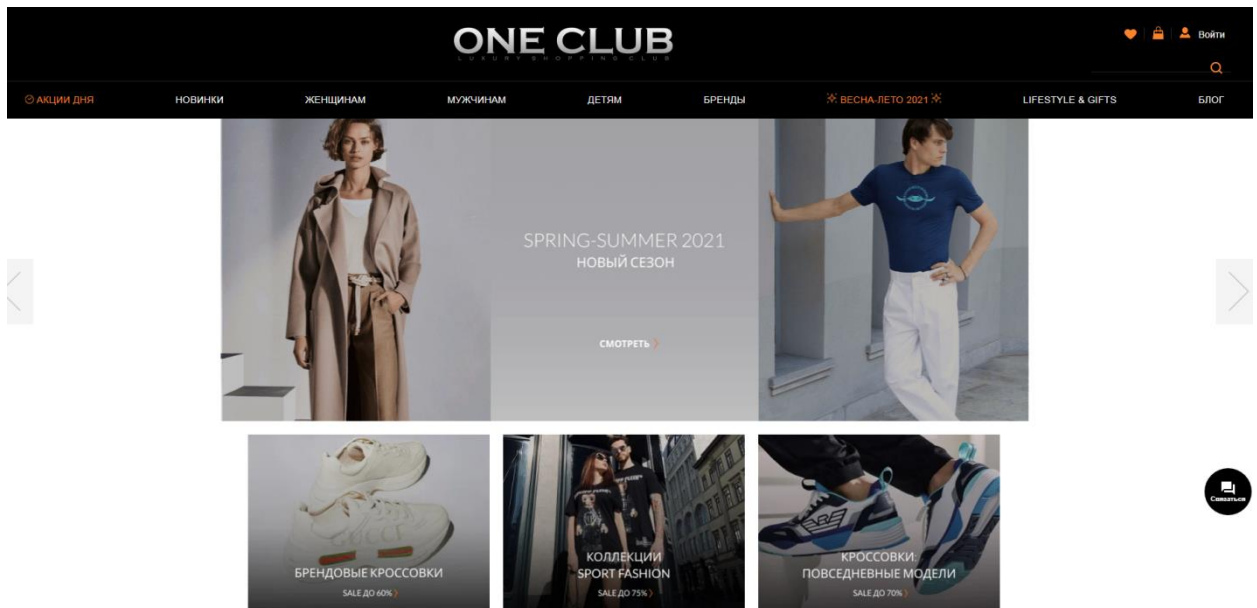 ONE CLUB
LUXURY SHOPPING CLUB
Войти
АКЦИИ ДНЯ
НОВИНКИ
ЖЕНЩИНАМ
МУЖЧИНАМ
ДЕТЯМ
БРЕНДЫ
ВЕСНА-ЛЕТО 2021
LIFESTYLE & GIFTS
БЛОГ
SPRING-SUMMER 2021
НОВЫЙ СЕЗОН
СМОТРЕТЬ
Связаться
GUCCI
БРЕНДОВЫЕ КРОССОВКИ
SALE ДО 60%
КОЛЛЕКЦИИ
SPORT FASHION
SALE ДО 75%
КРОССОВКИ:
ПОВСЕДНЕВНЫЕ МОДЕЛИ
SALE ДО 70%